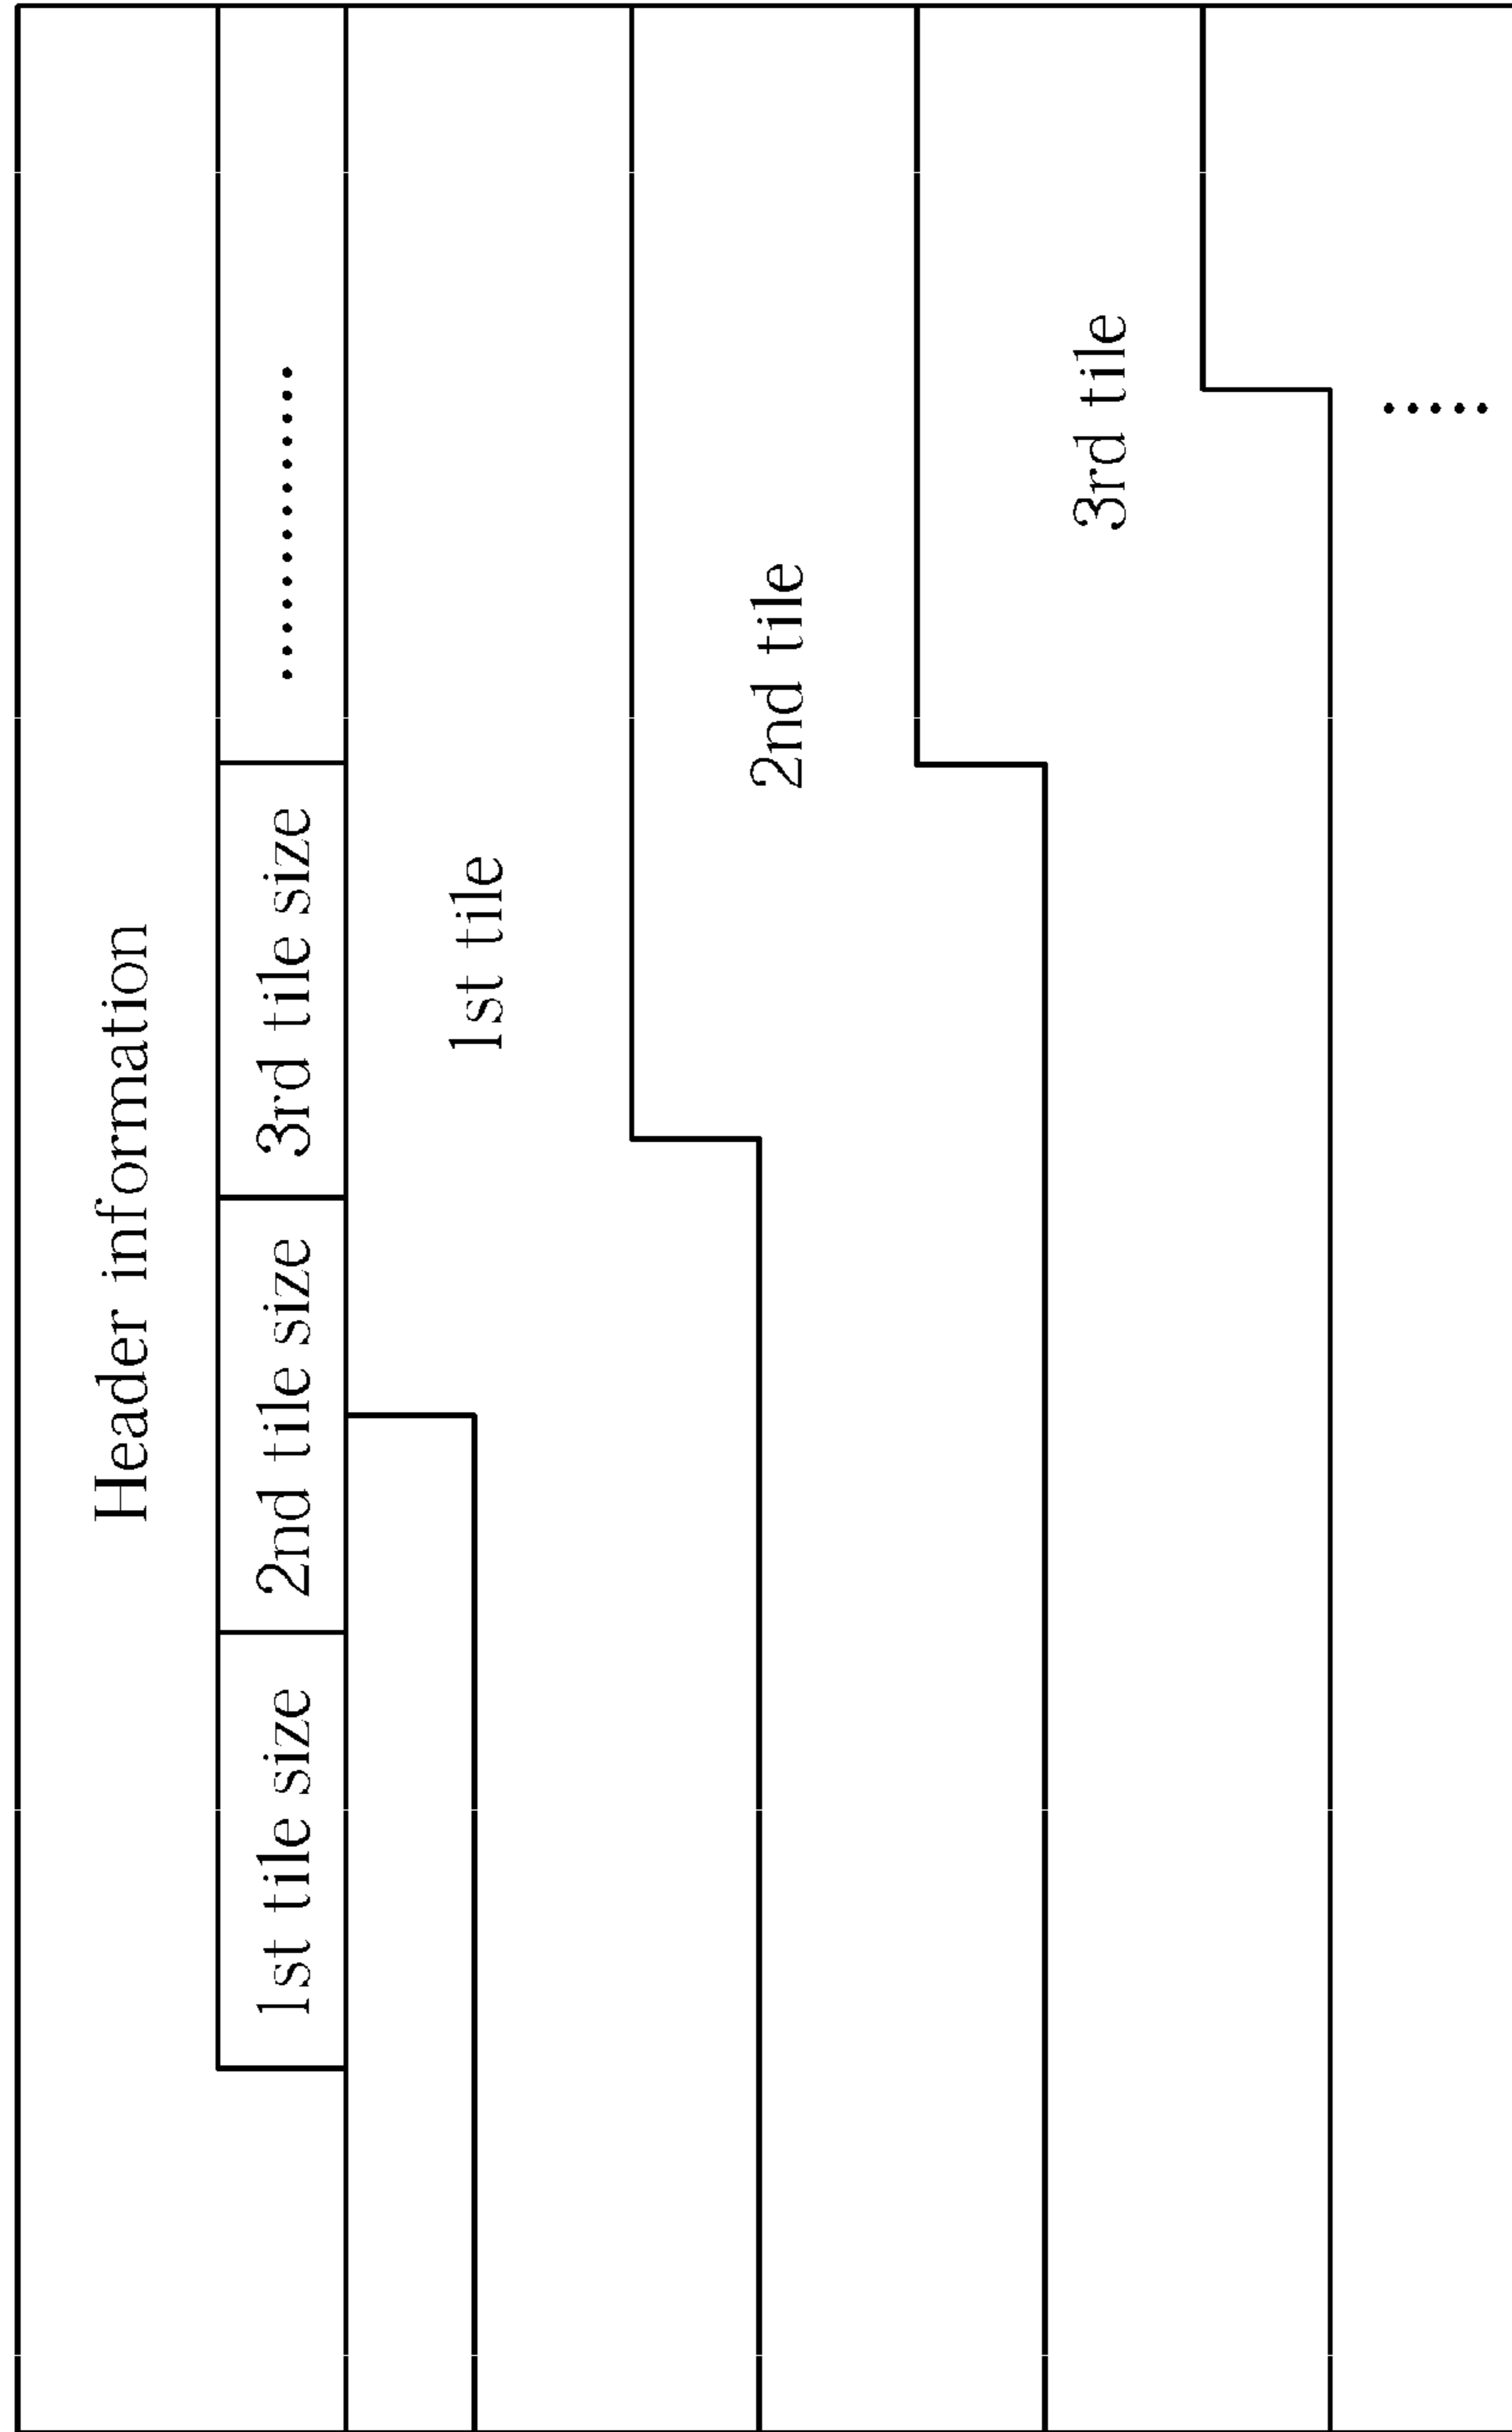 Header information
1st tile size 2nd tile size 3rd tile size ..............
1st tile
2nd tile
3rd tile
.....